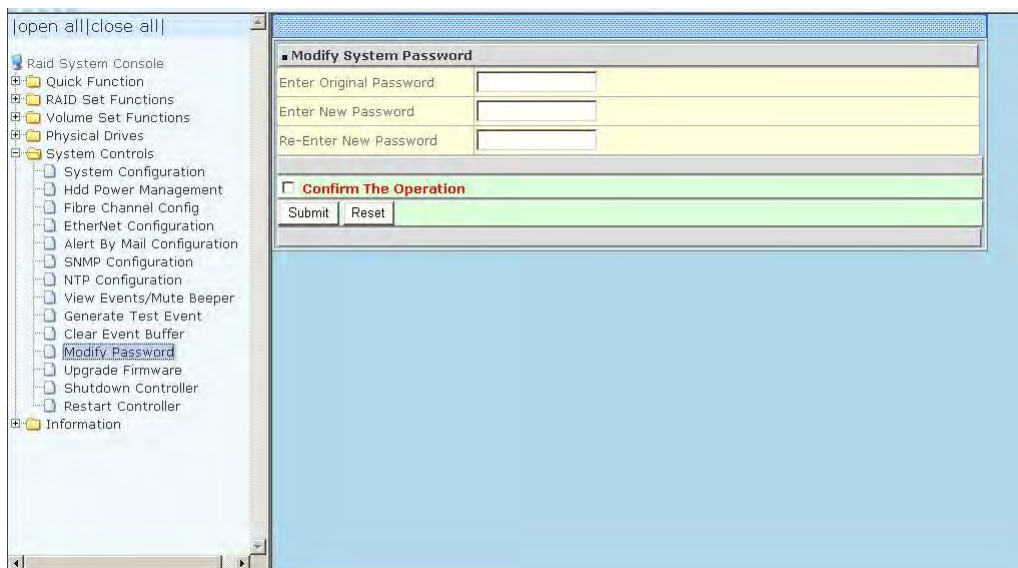 |open all|close all|
Raid System Console
Quick Function
RAID Set Functions
Volume Set Functions
Physical Drives
System Controls
System Configuration
Hdd Power Management
Fibre Channel Config
EtherNet Configuration
Alert By Mail Configuration
SNMP Configuration
NTP Configuration
View Events/Mute Beeper
Generate Test Event
Clear Event Buffer
Modify Password
Upgrade Firmware
Shutdown Controller
Restart Controller
Information
Modify System Password
Enter Original Password
Enter New Password
Re-Enter New Password
Confirm The Operation
Submit Reset